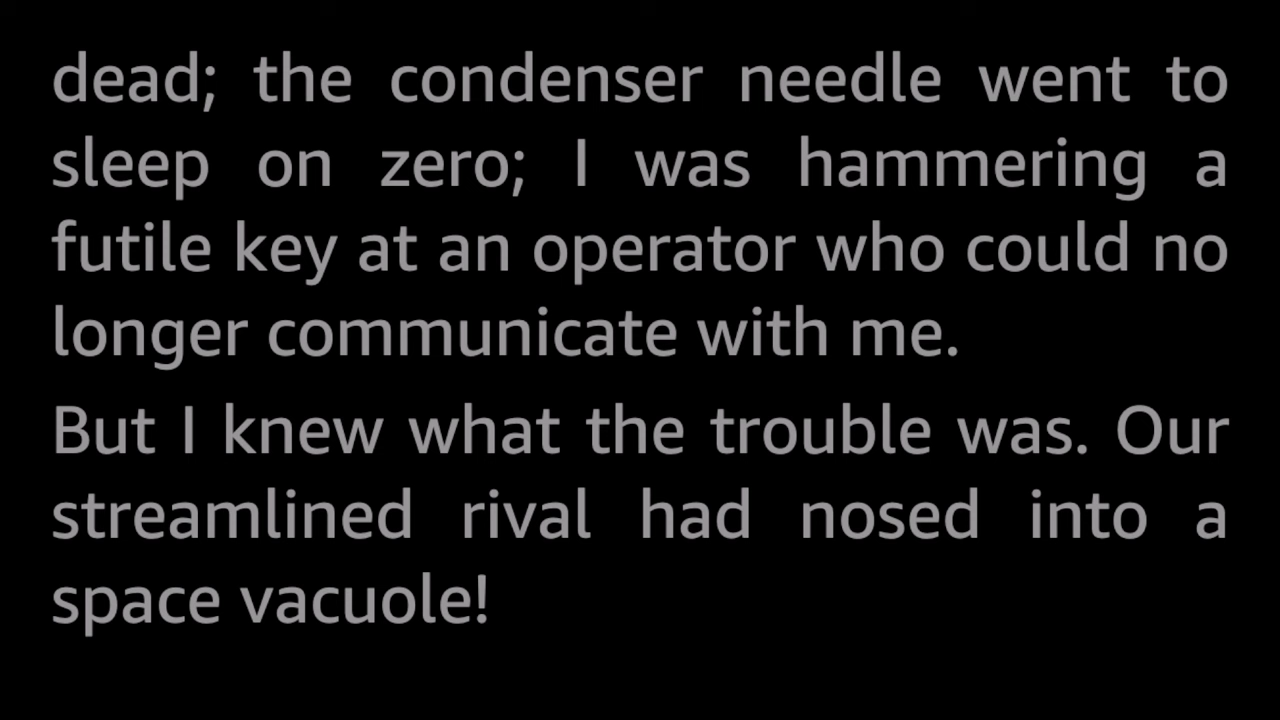 dead; the condenser needle went to
sleep on zero; I was hammering a
futile key at an operator who could no
longer communicate with me.
But I knew what the trouble was. Our
streamlined rival had nosed into a
space vacuole!